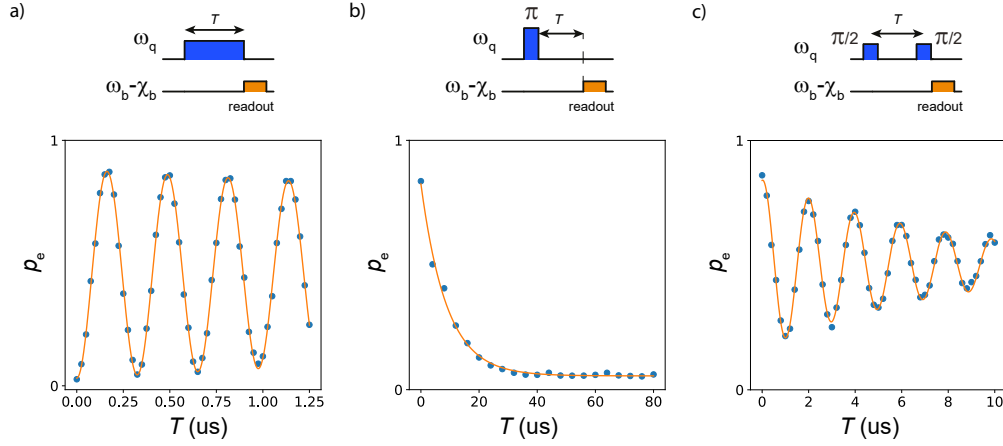 a)
T
ω_q
ω_b-χ_b
readout
1
p_e
0
0.00 0.25 0.50 0.75 1.00 1.25
T (us)
b)
π
T
ω_q
ω_b-χ_b
readout
1
p_e
0
0 20 40 60 80
T (us)
c)
T
π/2 π/2
ω_q
ω_b-χ_b
readout
1
p_e
0
0 2 4 6 8 10
T (us)